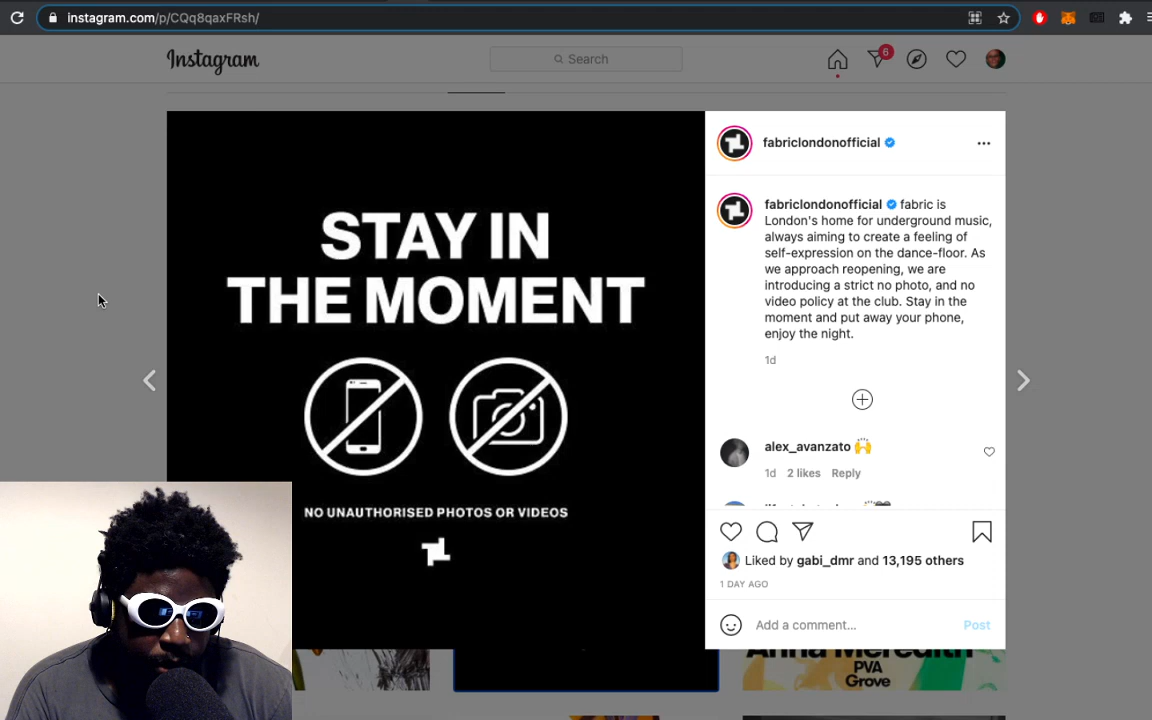 instagram.com/p/CQq8qaxFRsh/
Instagram
Search
6
fabriclondonofficial
STAY IN
THE MOMENT
NO UNAUTHORISED PHOTOS OR VIDEOS
fabriclondonofficial fabric is
London's home for underground music,
always aiming to create a feeling of
self-expression on the dance-floor. As
we approach reopening, we are
introducing a strict no photo, and no
video policy at the club. Stay in the
moment and put away your phone,
enjoy the night.
1d
alex_avanzato 🙌
1d 2 likes Reply
Liked by gabi_dmr and 13,195 others
1 DAY AGO
Add a comment... Post
Anna Meredith
PVA
Grove